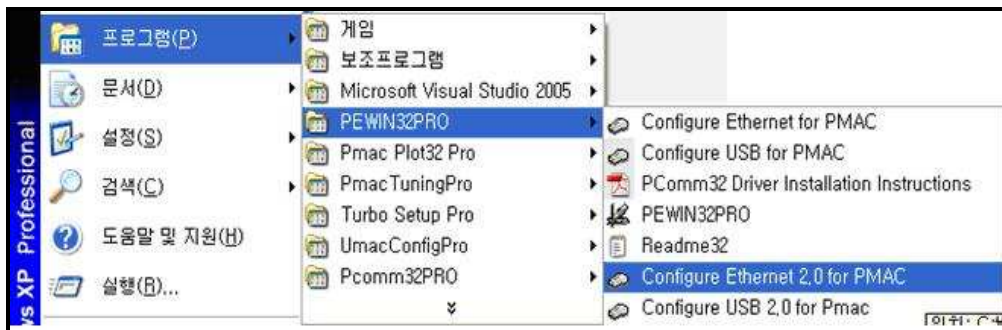 프로그램(P)
문서(D)
설정(S)
검색(C)
도움말 및 지원(H)
실행(R)...
ws XP Professional
게임
보조프로그램
Microsoft Visual Studio 2005
PEWIN32PRO
Pmac Plot32 Pro
PmacTuningPro
Turbo Setup Pro
UmacConfigPro
Pcomm32PRO
Configure Ethernet for PMAC
Configure USB for PMAC
PComm32 Driver Installation Instructions
PEWIN32PRO
Readme32
Configure Ethernet 2,0 for PMAC
Configure USB 2,0 for Pmac